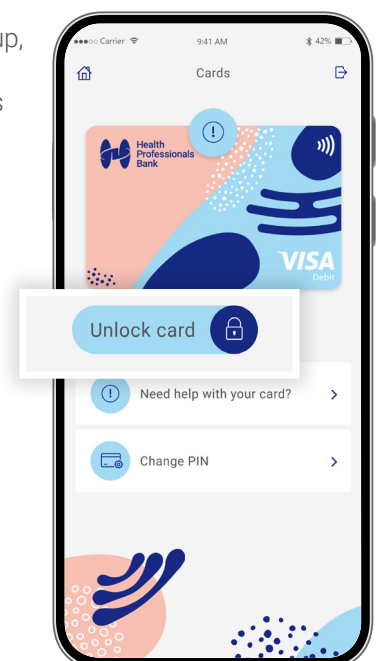 up,
s
Carrier 9:41 AM 42%
Cards
Health
Professionals
Bank
VISA
Debit
Unlock card
Need help with your card?
Change PIN